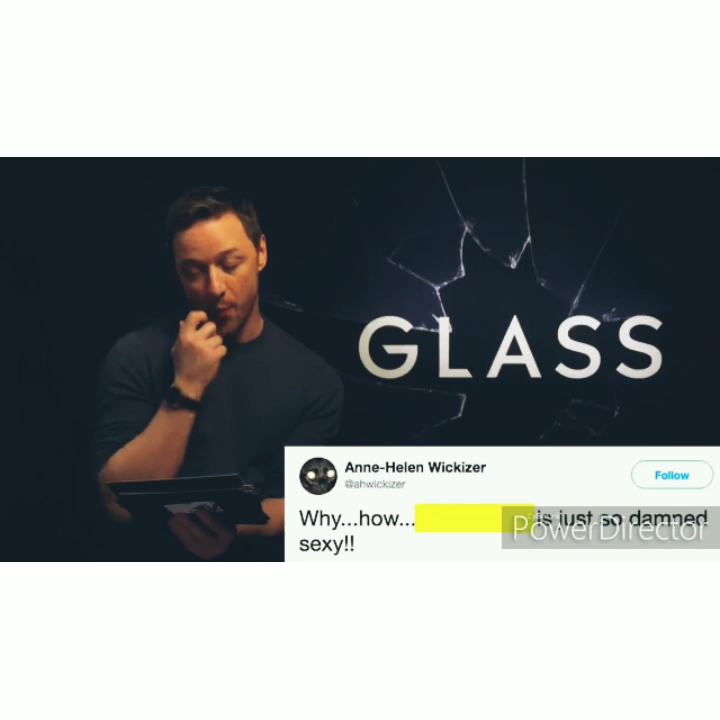 GLASS
Anne-Helen Wickizer
@ahwickizer
Follow
Why...how... is just so damned
sexy!!
PowerDirector